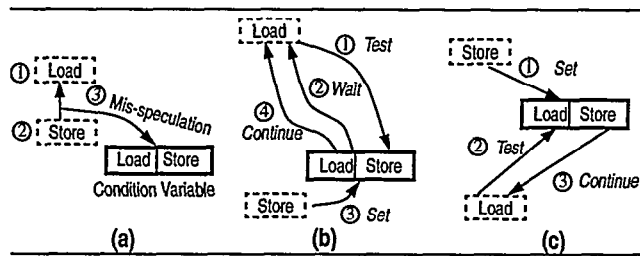 ① Load
③ Mis-speculation
② Store
Load Store
Condition Variable
(a)
Load
① Test
② Wait
④ Continue
Load Store
Store
③ Set
(b)
Store
① Set
Load Store
② Test
③ Continue
Load
(c)